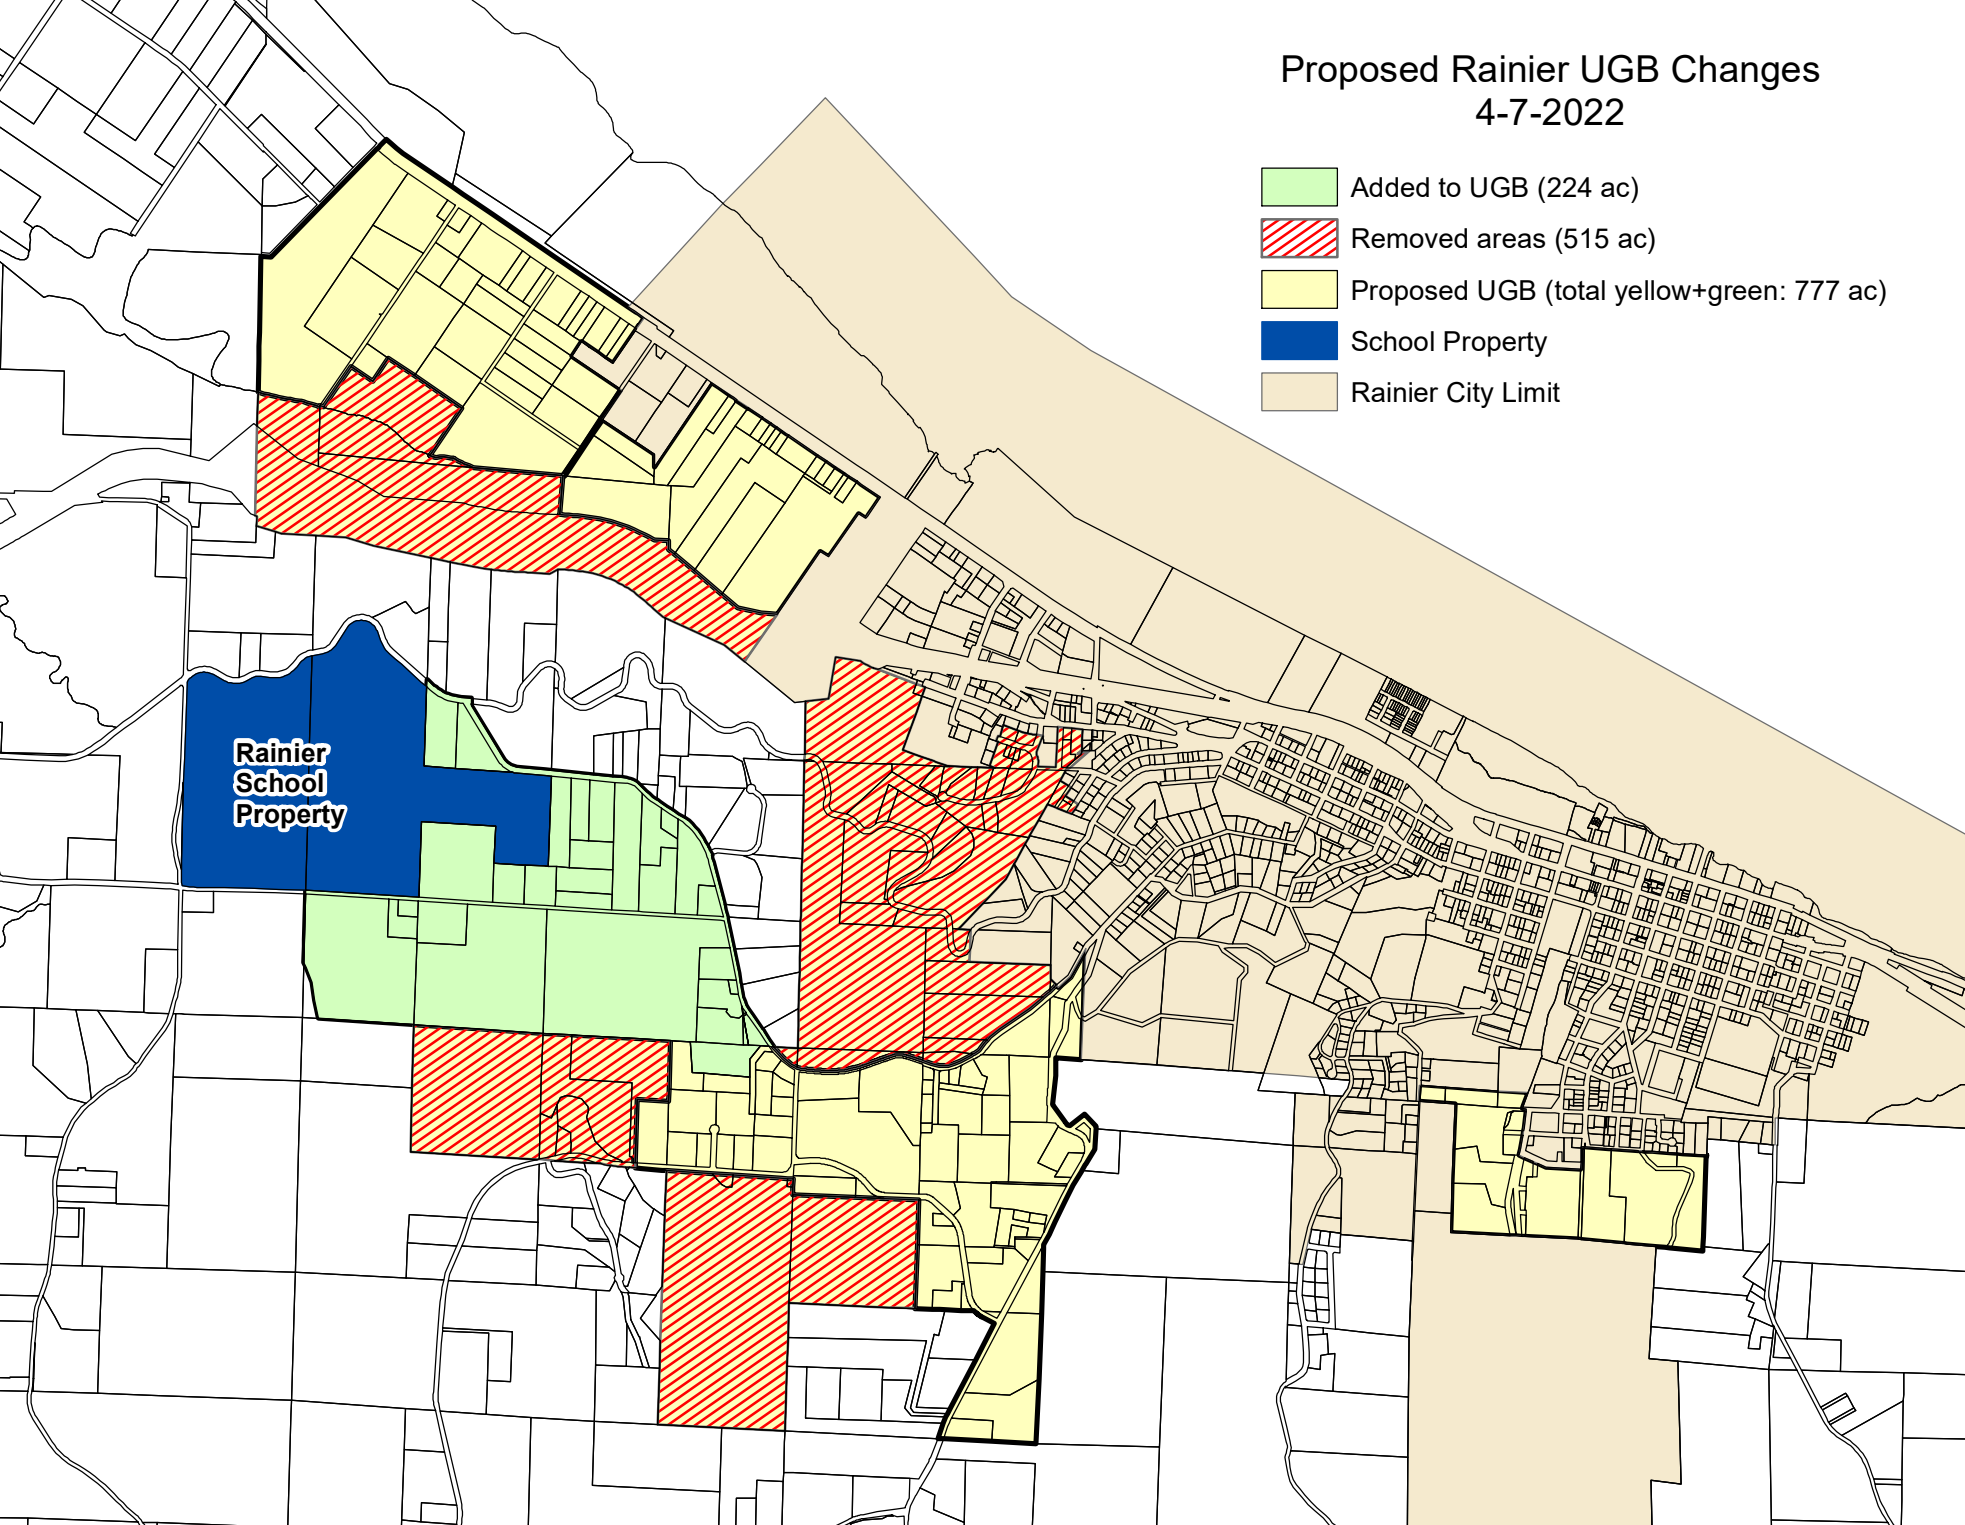 Proposed Rainier UGB Changes
4-7-2022
Added to UGB (224 ac)
Removed areas (515 ac)
Proposed UGB (total yellow+green: 777 ac)
School Property
Rainier City Limit
Rainier
School
Property